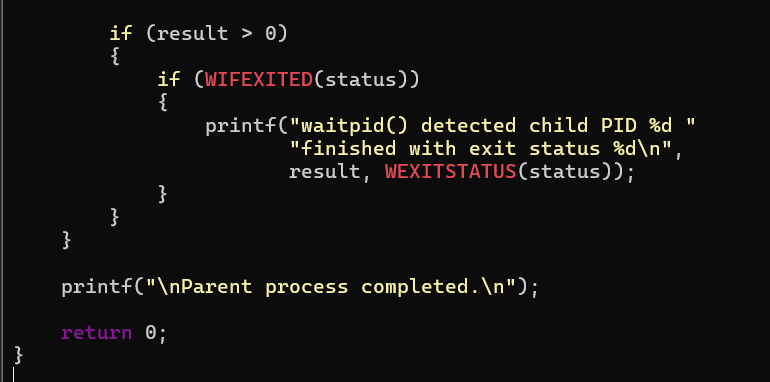 if (result > 0)
        {
            if (WIFEXITED(status))
            {
                printf("waitpid() detected child PID %d "
                       "finished with exit status %d\n",
                       result, WEXITSTATUS(status));
            }
        }
    }

    printf("\nParent process completed.\n");

    return 0;
}